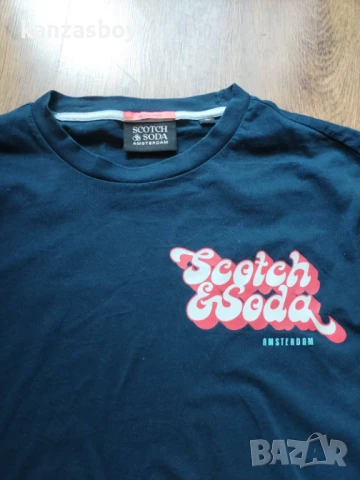 kanzasboy
SCOTCH
& SODA
AMSTERDAM
Scotch
& Soda
AMSTERDAM
BAZAR